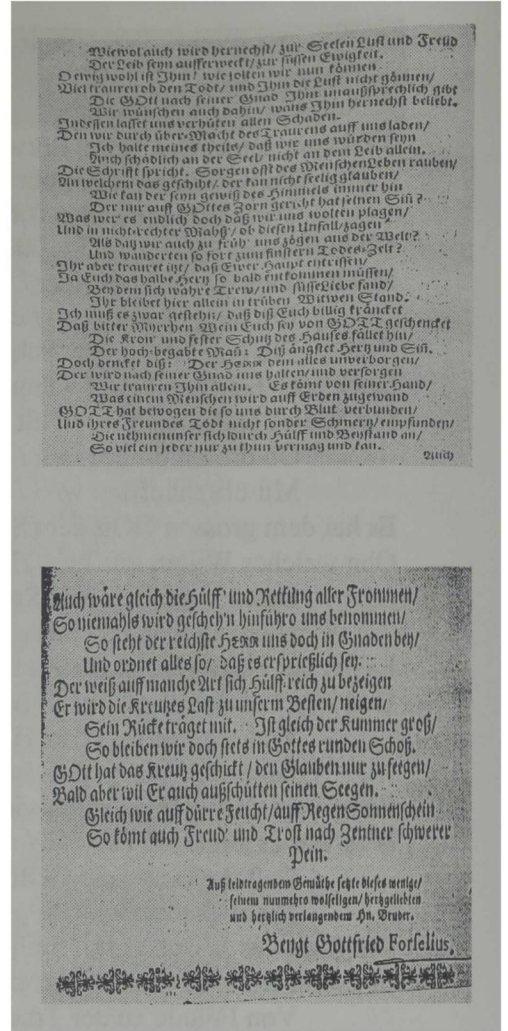 Wiewol auch wird hernechst/ zur Seelen Lust und Freud
Der Leib seyn aufferweckt/ zur süssen Ewigkeit.
O ewig wohl ist Ihm! wie solten wir nun können
Viel trauren ob den Todt/ und Ihm die Lust nicht gönnen/
Die GOtt nach seiner Gnad Ihm unaußsprechlich gibt
Wir wünschen auch dahin/ wans Ihm hernechst beliebt.
Indessen lasset uns verhüten allen Schaden
Den wir durch über-Macht des Traurens auff uns laden/
Ich halte meines theils/ daß wir uns würden seyn
Auch schädlich an der Seel/ nicht an dem Leib allein.
Die Schrifft spricht. Sorgen offt des Menschen Leben rauben/
An welchem das geschiht/ der kan nicht seelig glauben/
Wie kan der seyn gewiß des Himmels immer hin
Der nur auff GOttes Zorn gericht hat seinen Siñ?
Was wer' es endlich doch daß wir uns wolten plagen/
Und in nicht-rechter Mahß/ ob diesen Unfall/ zagen
Als daß wir auch zu früh' uns zögen aus der Welt?
Und wanderten so fort zum finstern Todes-Zelt?
Ihr aber trauret itzt/ daß Ewer Haupt entrissen/
Ja Euch das halbe Hertz so bald entkommen müssen/
Bey dem sich wahre Trew/ und süsse Liebe fand/
Ihr bleibet hier allein in trüben Witwen Stand.
Ich muß es zwar gestehn/ daß diß Euch billig kräncket
Daß bitter Myrrhen Wein Euch sey von GOTT geschencket
Die Kron' und fester Schutz des Hauses fället hin/
Der hoch-begabte Mañ: Diß ängstet Hertz und Siñ.
Doch dencket diß: Der HERR dem alles unverborgen/
Der wird nach seiner Gnad uns halten/ und versorgen
Wir trauren Ihm allein. Es kömt von seiner Hand/
Was einem Menschen wird auff Erden zugewand
GOTT hat bewogen die so uns durch Blut verbunden/
Und ihres Freundes Tödt nicht sonder Schmertz/ empfunden/
Die nehmen unser sich durch Hülff und Beystand an/
So viel ein jeder nur zu thun vermag und kan.
Auch
Auch wäre gleich die Hülff' und Rettung aller Frommen/
So niemahls wird gescheh'n hinführo uns benommen/
So steht der reichste HERR uns doch in Gnaden bey/
Und ordnet alles so/ daß es ersprießlich sey.
Der weiß auff manche Art sich Hülff-reich zu bezeigen
Er wird die Kreutzes Last zu unserm Besten/ neigen/
Sein Rücke träget mit. Ist gleich der Kummer groß/
So bleiben wir doch stets in Gottes runden Schoß.
GOtt hat das Kreutz geschickt / den Glauben nur zu feegen/
Bald aber wil Er auch außschütten seinen Seegen.
Gleich wie auff dürre Feucht/ auff Regen Sonnenschein
So kömt auch Freud' und Trost nach Zentner schwerer
Pein.
Auß leidtragendem Gemüthe setzte dieses wenige/
seinem nunmehro wolseligen/ hertzgeliebten
und hertzlich verlangendem Hn. Bruder.
Bengt Gottfried Forselius.